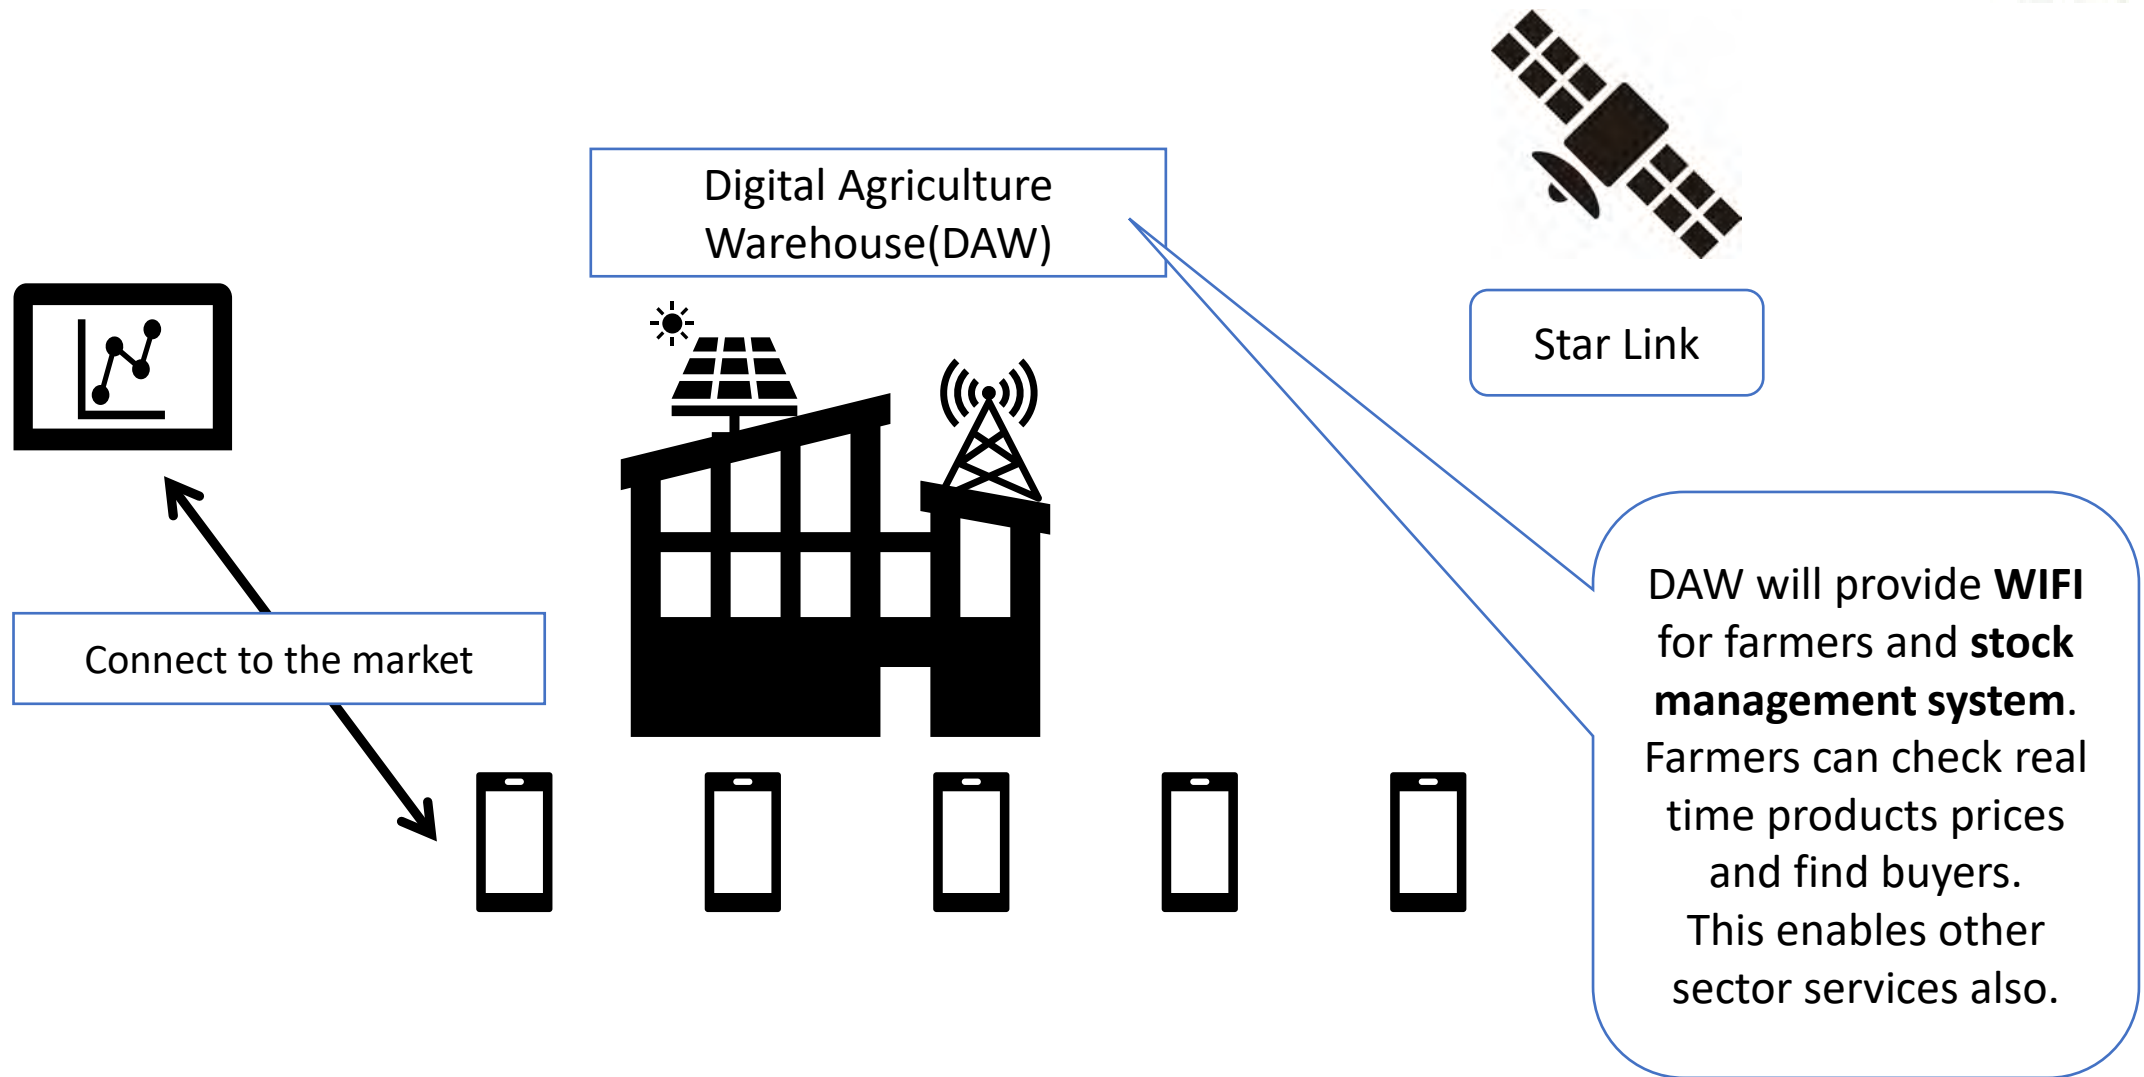 Digital Agriculture
Warehouse(DAW)
Star Link
Connect to the market
DAW will provide WIFI
for farmers and stock
management system.
Farmers can check real
time products prices
and find buyers.
This enables other
sector services also.